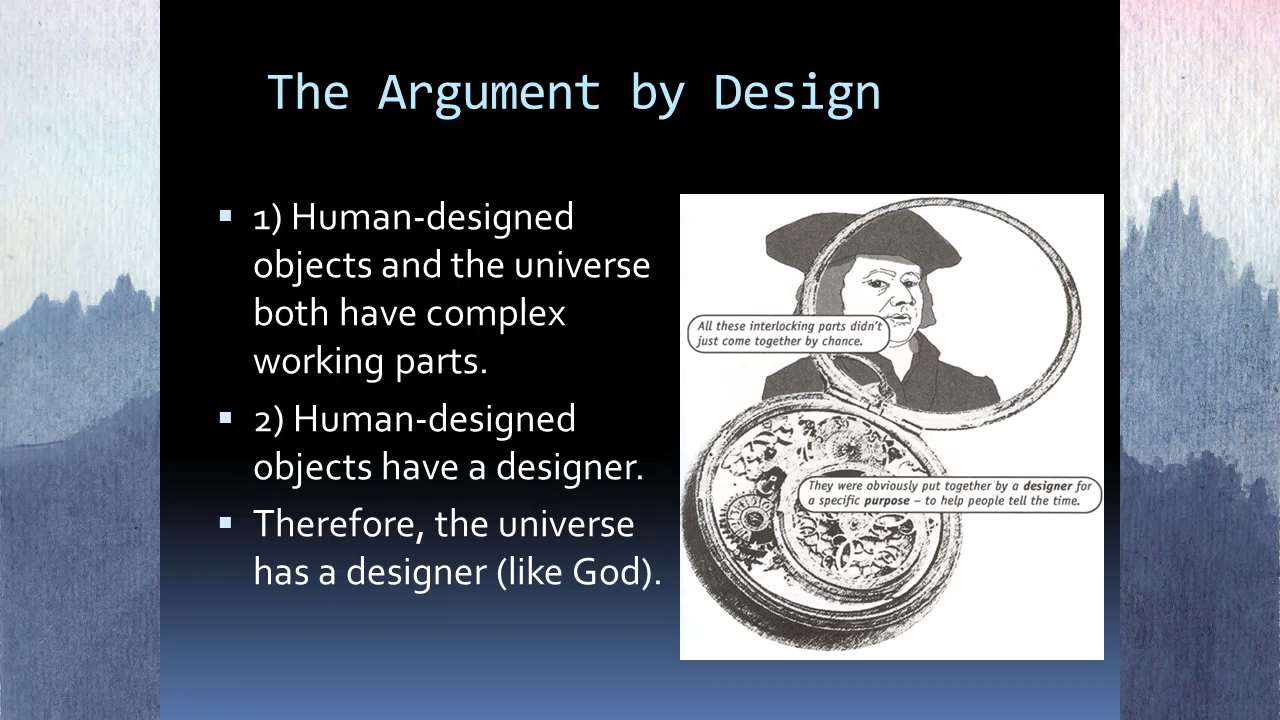 The Argument by Design
▪ 1) Human-designed
objects and the universe
both have complex
working parts.
▪ 2) Human-designed
objects have a designer.
▪ Therefore, the universe
has a designer (like God).
All these interlocking parts didn't
just come together by chance.
They were obviously put together by a designer for
a specific purpose – to help people tell the time.